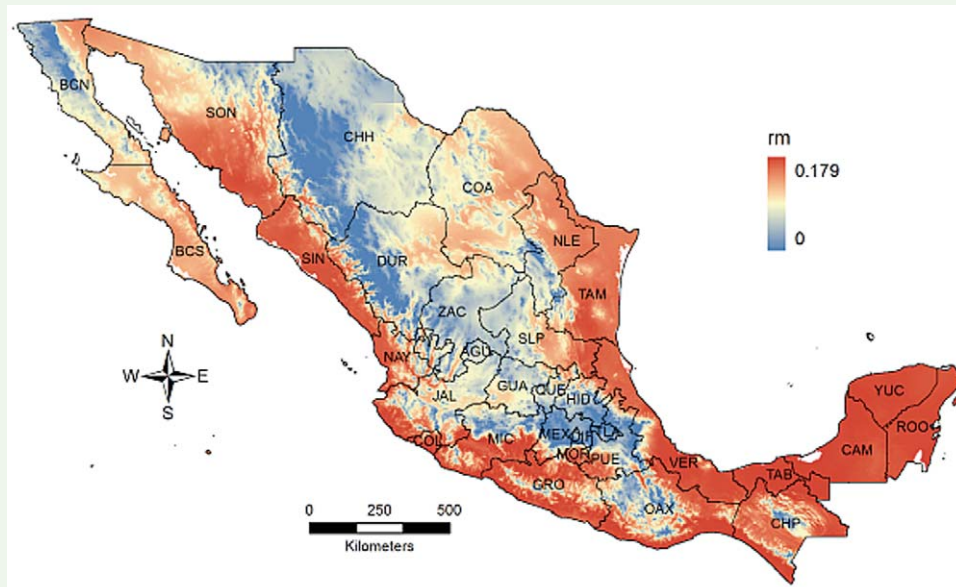 BCN
SON
CHH
COA
BCS
SIN
DUR
NLE
TAM
ZAC
SLP
NAY
AGU
JAL
GUA
QUE
HID
COL
MIC
MEX
MOR
PUE
VER
GRO
OAX
TAB
CHP
CAM
YUC
ROO
rm
0.179
0
N
W E
S
0 250 500
Kilometers